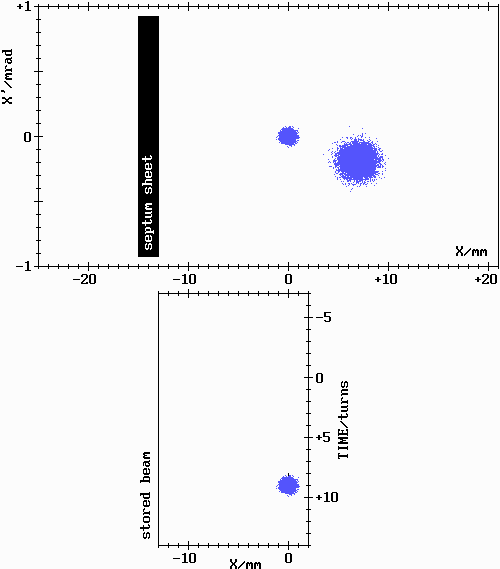 +1
X'/mrad
0
septum sheet
X/mm
-1
-20
-10
0
+10
+20
-5
0
TIME/turns
+5
stored beam
+10
-10
0
X/mm